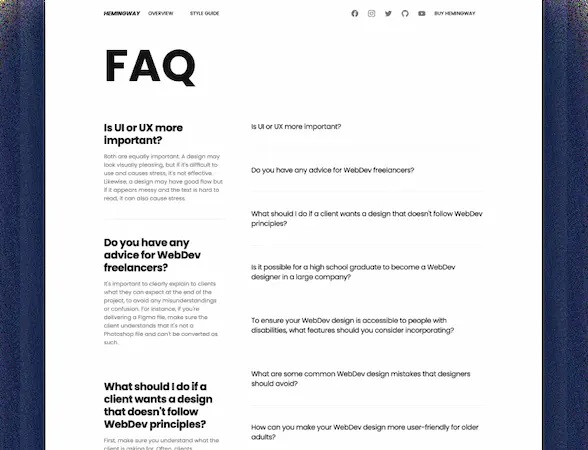 HEMINGWAY OVERVIEW STYLE GUIDE BUY HEMINGWAY
FAQ
Is UI or UX more
important?
Both are equally important. A design may
look visually pleasing, but if it's difficult to
use and causes stress, it's not effective.
Likewise, a design may have good flow but
if it appears messy and the text is hard to
read, it can also cause stress.
Do you have any
advice for WebDev
freelancers?
It's important to clearly explain to clients
what they can expect at the end of the
project, to avoid any misunderstandings
or confusion. For instance, if you're
delivering a Figma file, make sure the
client understands that it's not a
Photoshop file and can't be converted as
such.
What should I do if a
client wants a design
that doesn't follow
WebDev principles?
First, make sure you understand what the
client is asking for. Often, clients
Is UI or UX more important?
Do you have any advice for WebDev freelancers?
What should I do if a client wants a design that doesn't follow WebDev
principles?
Is it possible for a high school graduate to become a WebDev
designer in a large company?
To ensure your WebDev design is accessible to people with
disabilities, what features should you consider incorporating?
What are some common WebDev design mistakes that designers
should avoid?
How can you make your WebDev design more user-friendly for older
adults?